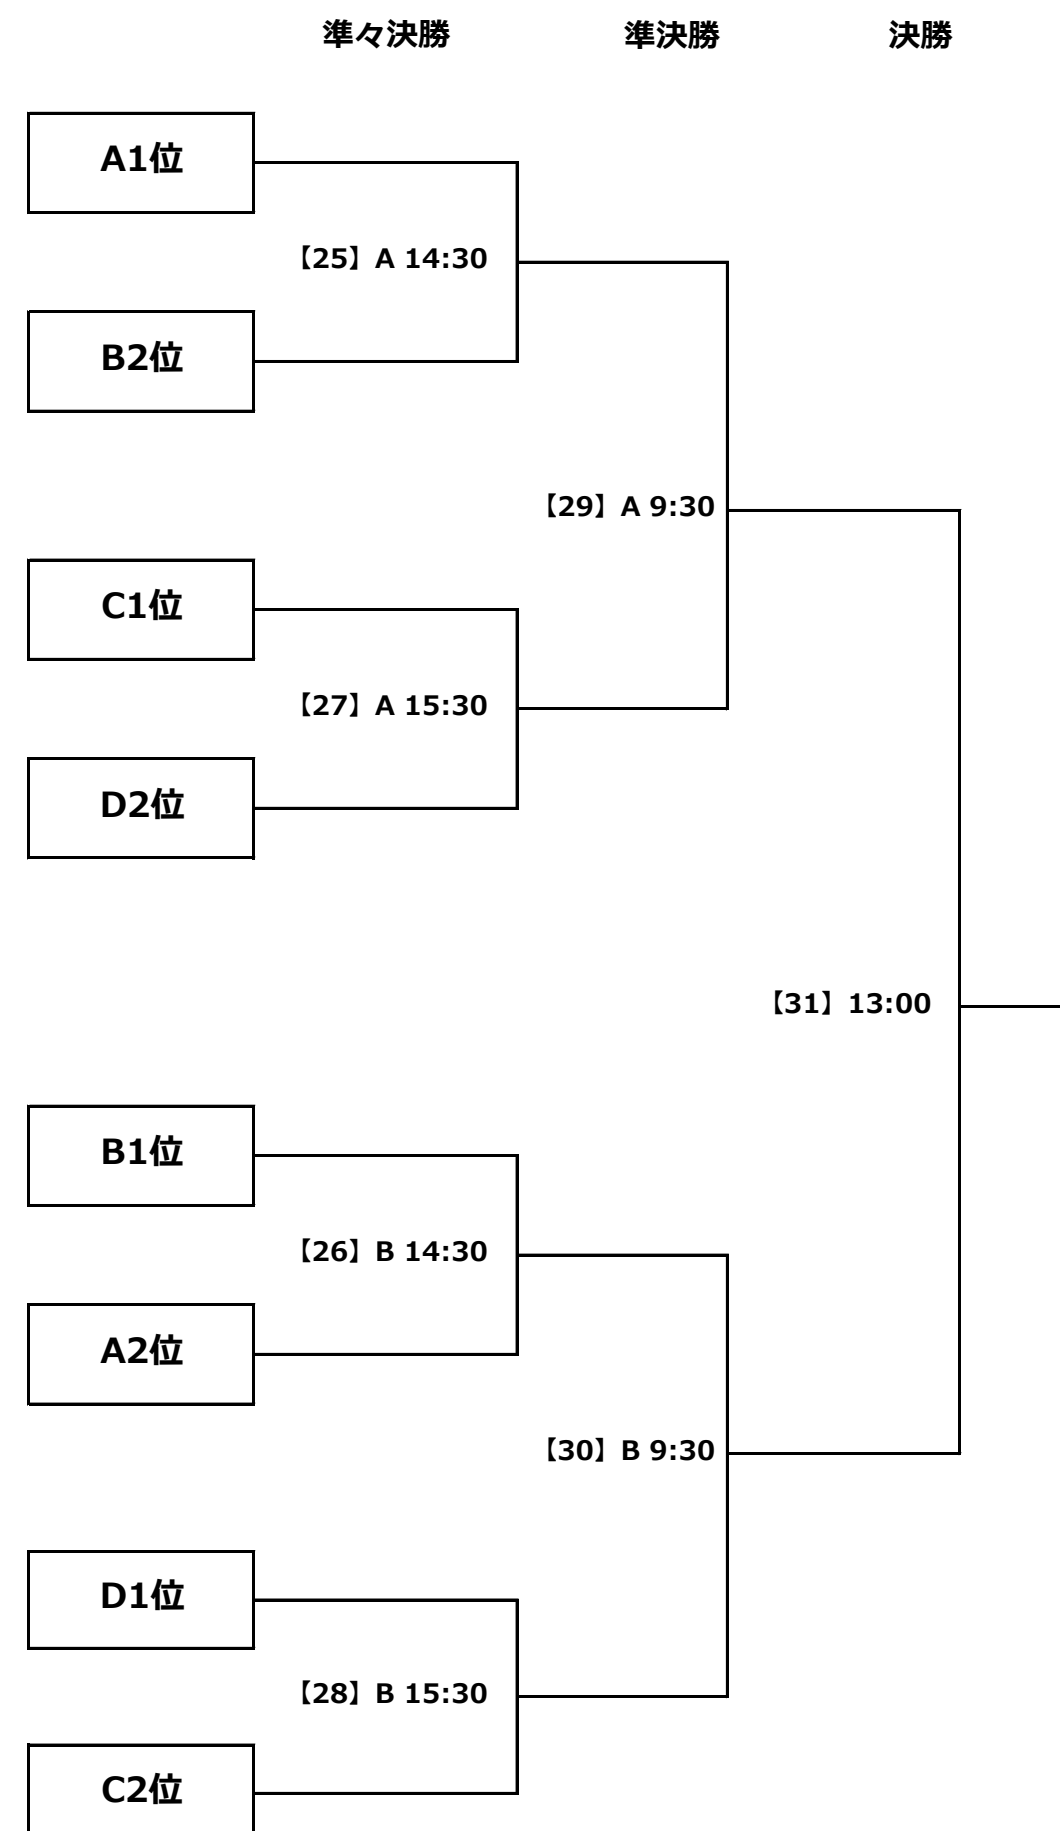 準々決勝 準決勝 決勝
A1位
【25】A 14:30
B2位
【29】A 9:30
C1位
【27】A 15:30
D2位
【31】13:00
B1位
【26】B 14:30
A2位
【30】B 9:30
D1位
【28】B 15:30
C2位